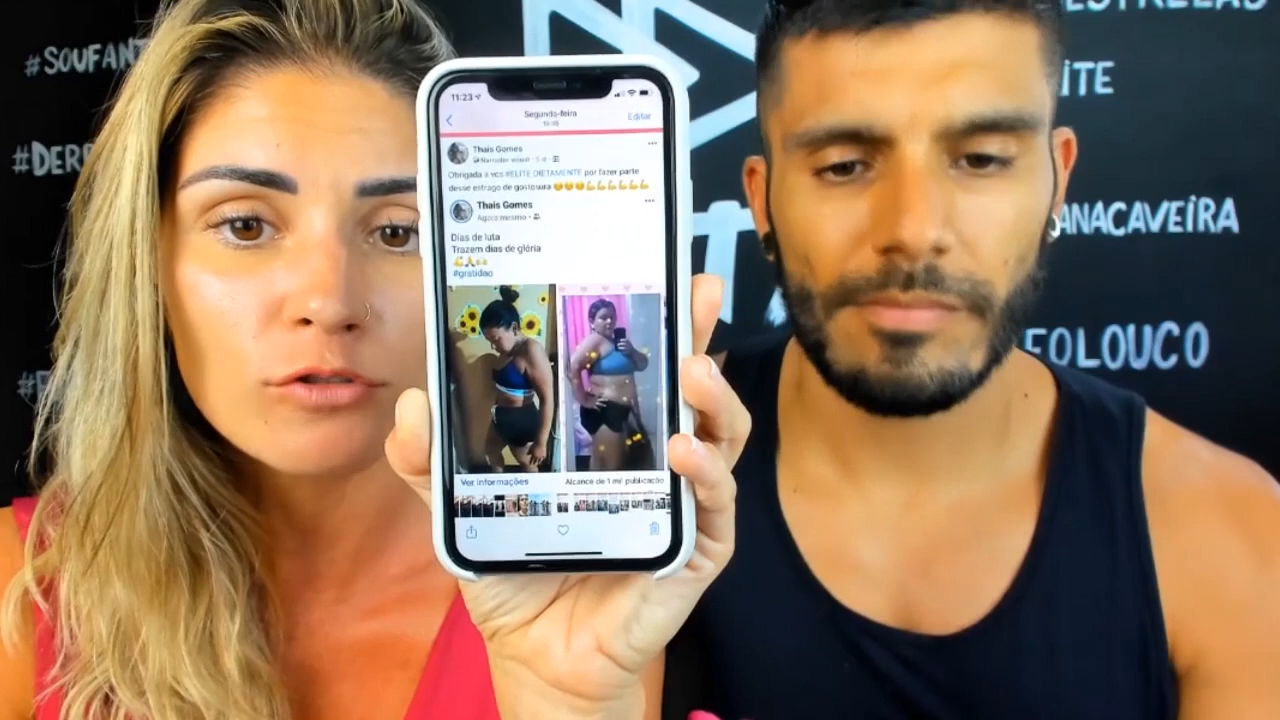 #SOUFANT
#DERR
ESTRELAS
ITE
ANACAVEIRA
FOLOUCO
11:23
Segunda-feira
Editar
Thais Gomes
Obrigada a vcs #ELITE DIETAMENTE por fazer parte
desse estrago de gostosura 😍😍😍💪💪💪💪💪💪
Thais Gomes
Agora mesmo
Dias de luta
Trazem dias de glória
💪🙏🙌
#gratidao
Ver informações
Alcance de 1 mil publicação